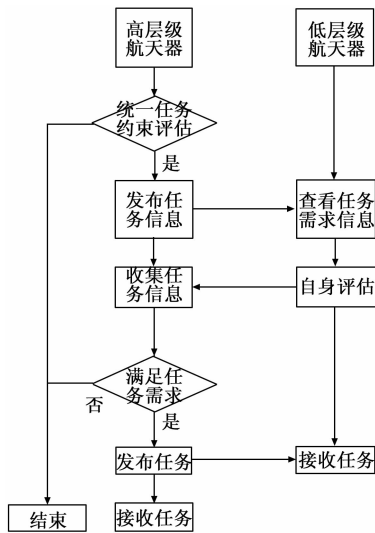 高层级
航天器
低层级
航天器
统一任务
约束评估
是
发布任
务信息
查看任务
需求信息
收集任
务信息
自身评估
满足任
务需求
否
是
发布任务
接收任务
结束
接收任务